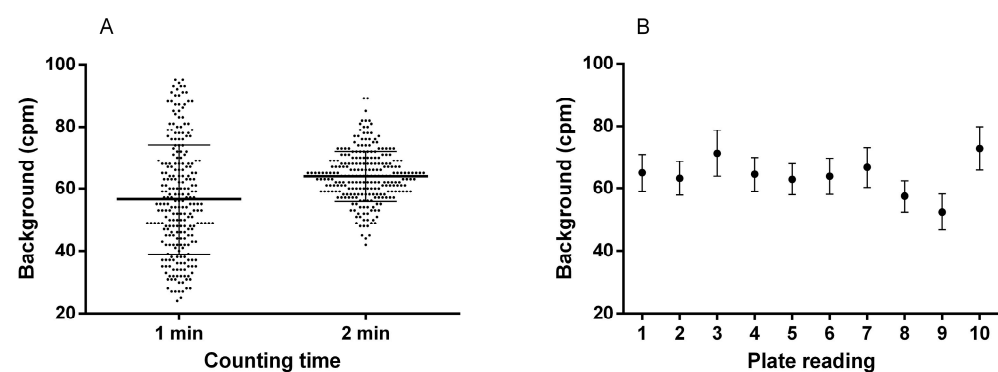 A
Background (cpm)
100
80
60
40
20
1 min
2 min
Counting time
B
Background (cpm)
100
80
60
40
20
1 2 3 4 5 6 7 8 9 10
Plate reading